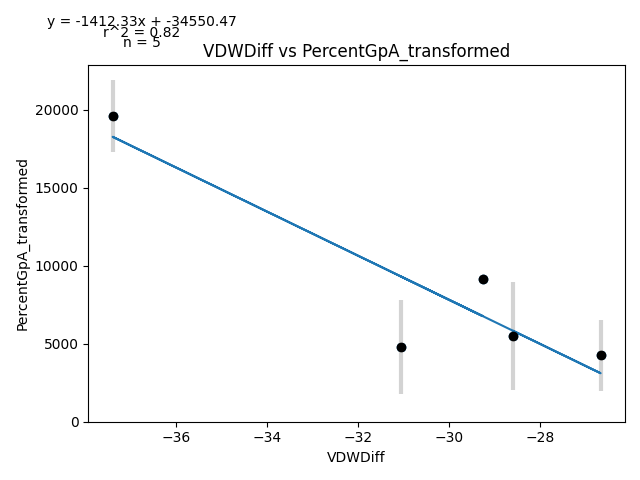 y = -1412.33x + -34550.47
r^2 = 0.82
n = 5
VDWDiff vs PercentGpA_transformed
20000
15000
10000
5000
0
PercentGpA_transformed
−36
−34
−32
−30
−28
VDWDiff